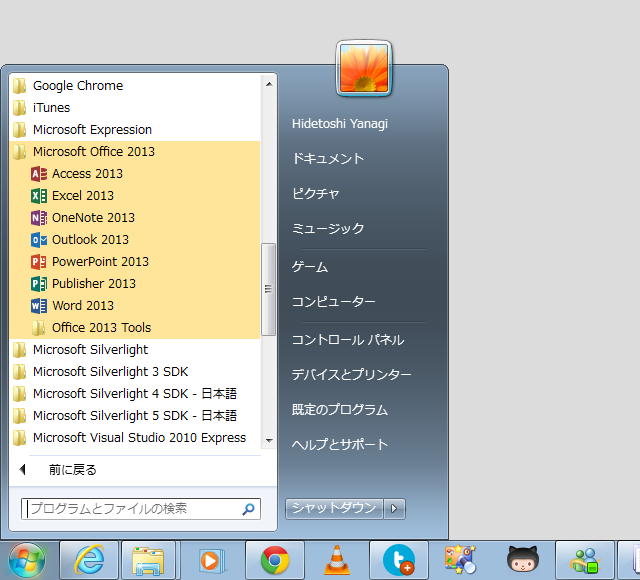 Google Chrome
iTunes
Microsoft Expression
Microsoft Office 2013
Access 2013
Excel 2013
OneNote 2013
Outlook 2013
PowerPoint 2013
Publisher 2013
Word 2013
Office 2013 Tools
Microsoft Silverlight
Microsoft Silverlight 3 SDK
Microsoft Silverlight 4 SDK - 日本語
Microsoft Silverlight 5 SDK - 日本語
Microsoft Visual Studio 2010 Express
前に戻る
プログラムとファイルの検索
Hidetoshi Yanagi
ドキュメント
ピクチャ
ミュージック
ゲーム
コンピューター
コントロール パネル
デバイスとプリンター
既定のプログラム
ヘルプとサポート
シャットダウン